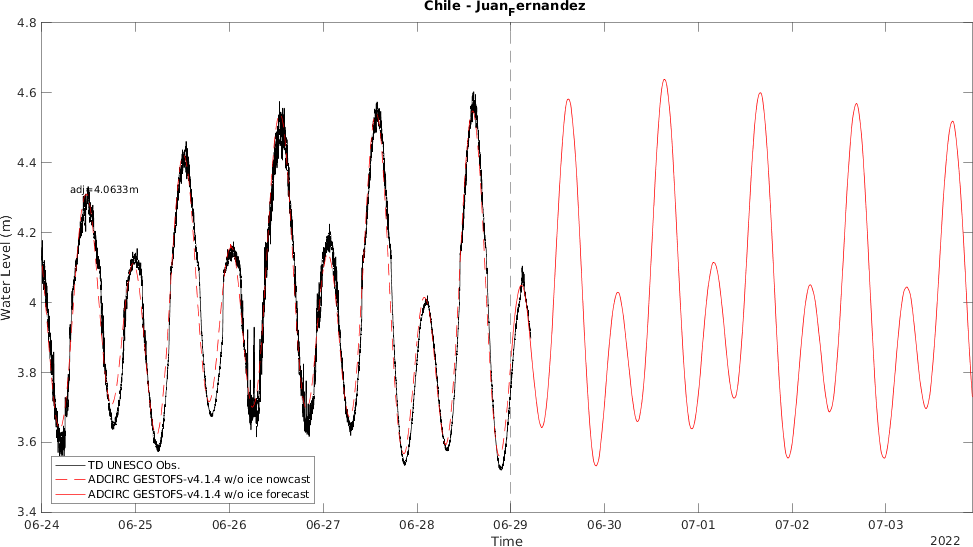 Chile - Juan_Fernandez
4.8
4.6
4.4
4.2
4
3.8
3.6
3.4
Water Level (m)
adj=4.0633m
TD UNESCO Obs.
ADCIRC GESTOFS-v4.1.4 w/o ice nowcast
ADCIRC GESTOFS-v4.1.4 w/o ice forecast
06-24 06-25 06-26 06-27 06-28 06-29 06-30 07-01 07-02 07-03
Time
2022